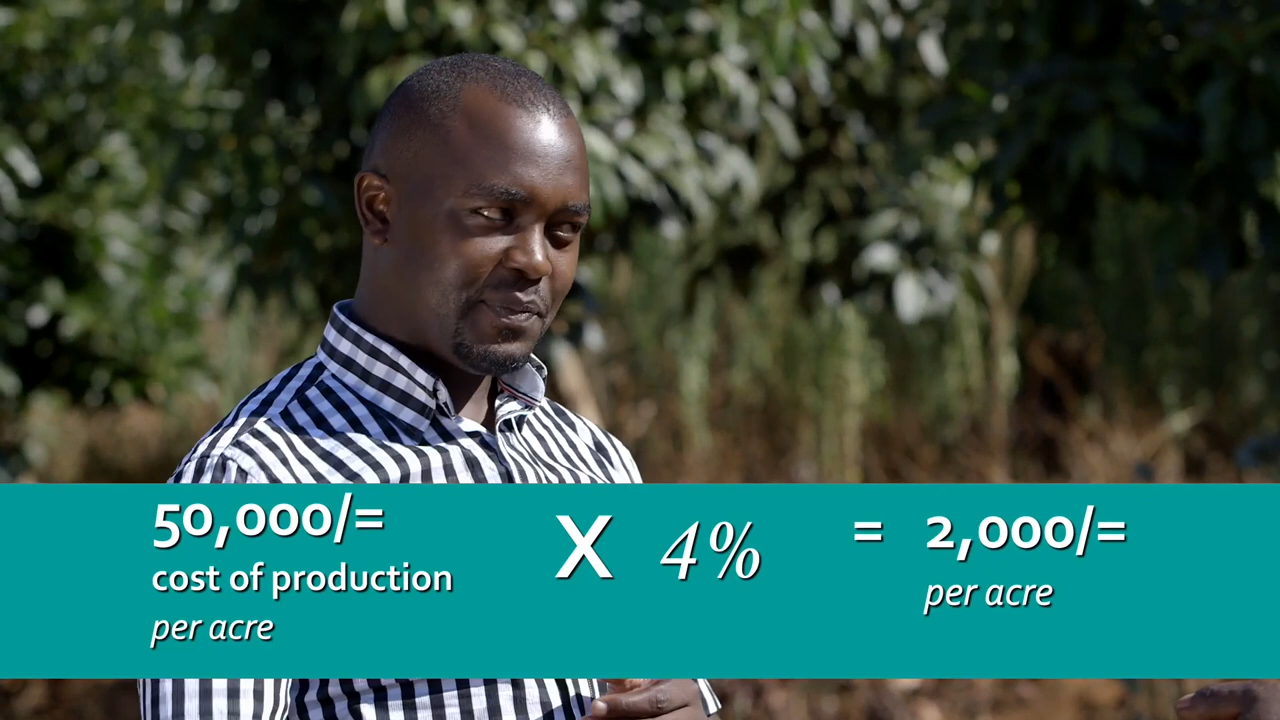 50,000/=
cost of production
per acre
X 4% = 2,000/=
per acre